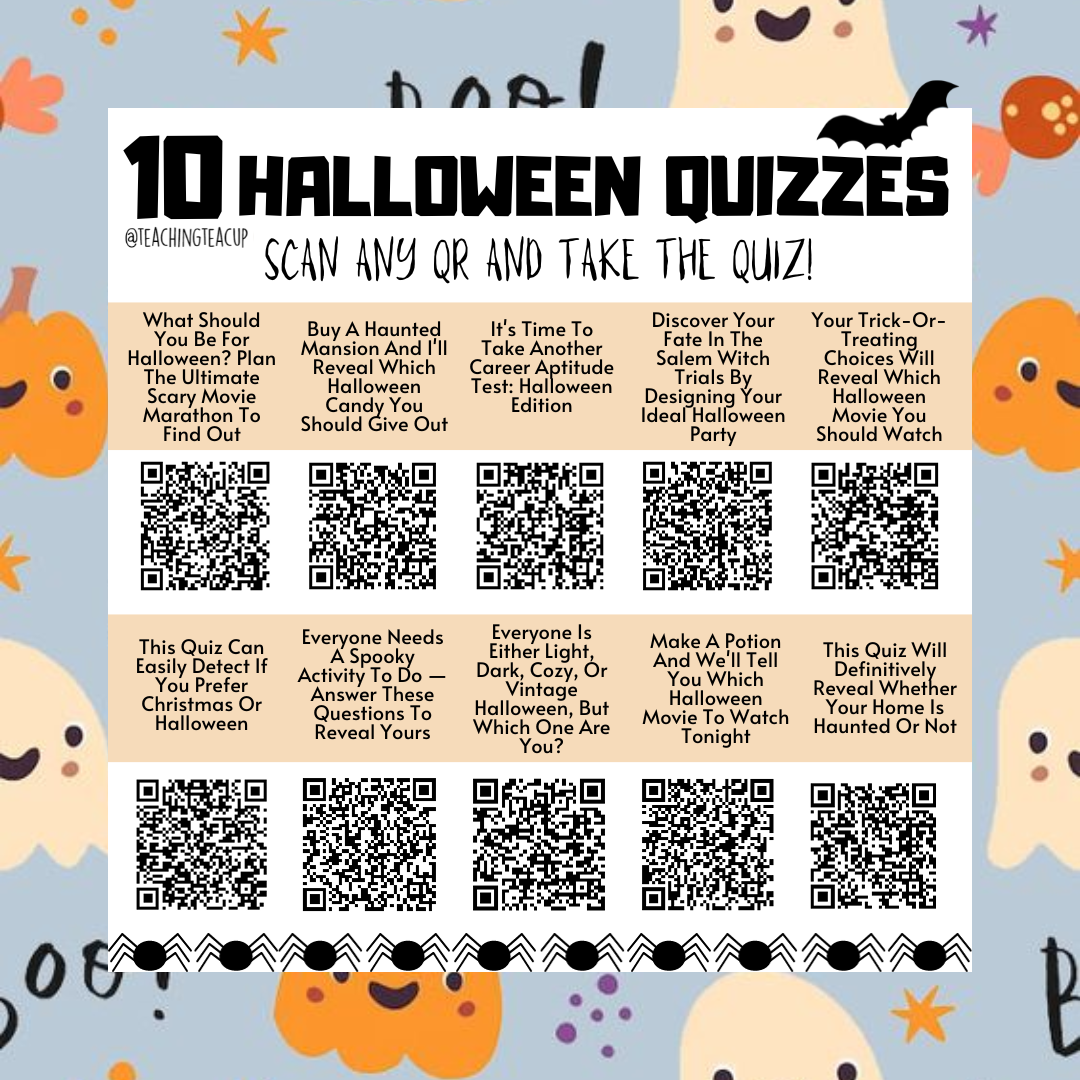 BOO!
10 HALLOWEEN QUIZZES
@TEACHINGTEACUP
SCAN ANY QR AND TAKE THE QUIZ!
What Should
You Be For
Halloween? Plan
The Ultimate
Scary Movie
Marathon To
Find Out
Buy A Haunted
Mansion And I'll
Reveal Which
Halloween
Candy You
Should Give Out
It's Time To
Take Another
Career Aptitude
Test: Halloween
Edition
Discover Your
Fate In The
Salem Witch
Trials By
Designing Your
Ideal Halloween
Party
Your Trick-Or-
Treating
Choices Will
Reveal Which
Halloween
Movie You
Should Watch
This Quiz Can
Easily Detect If
You Prefer
Christmas Or
Halloween
Everyone Needs
A Spooky
Activity To Do —
Answer These
Questions To
Reveal Yours
Everyone Is
Either Light,
Dark, Cozy, Or
Vintage
Halloween, But
Which One Are
You?
Make A Potion
And We'll Tell
You Which
Halloween
Movie To Watch
Tonight
This Quiz Will
Definitively
Reveal Whether
Your Home Is
Haunted Or Not
Boo!